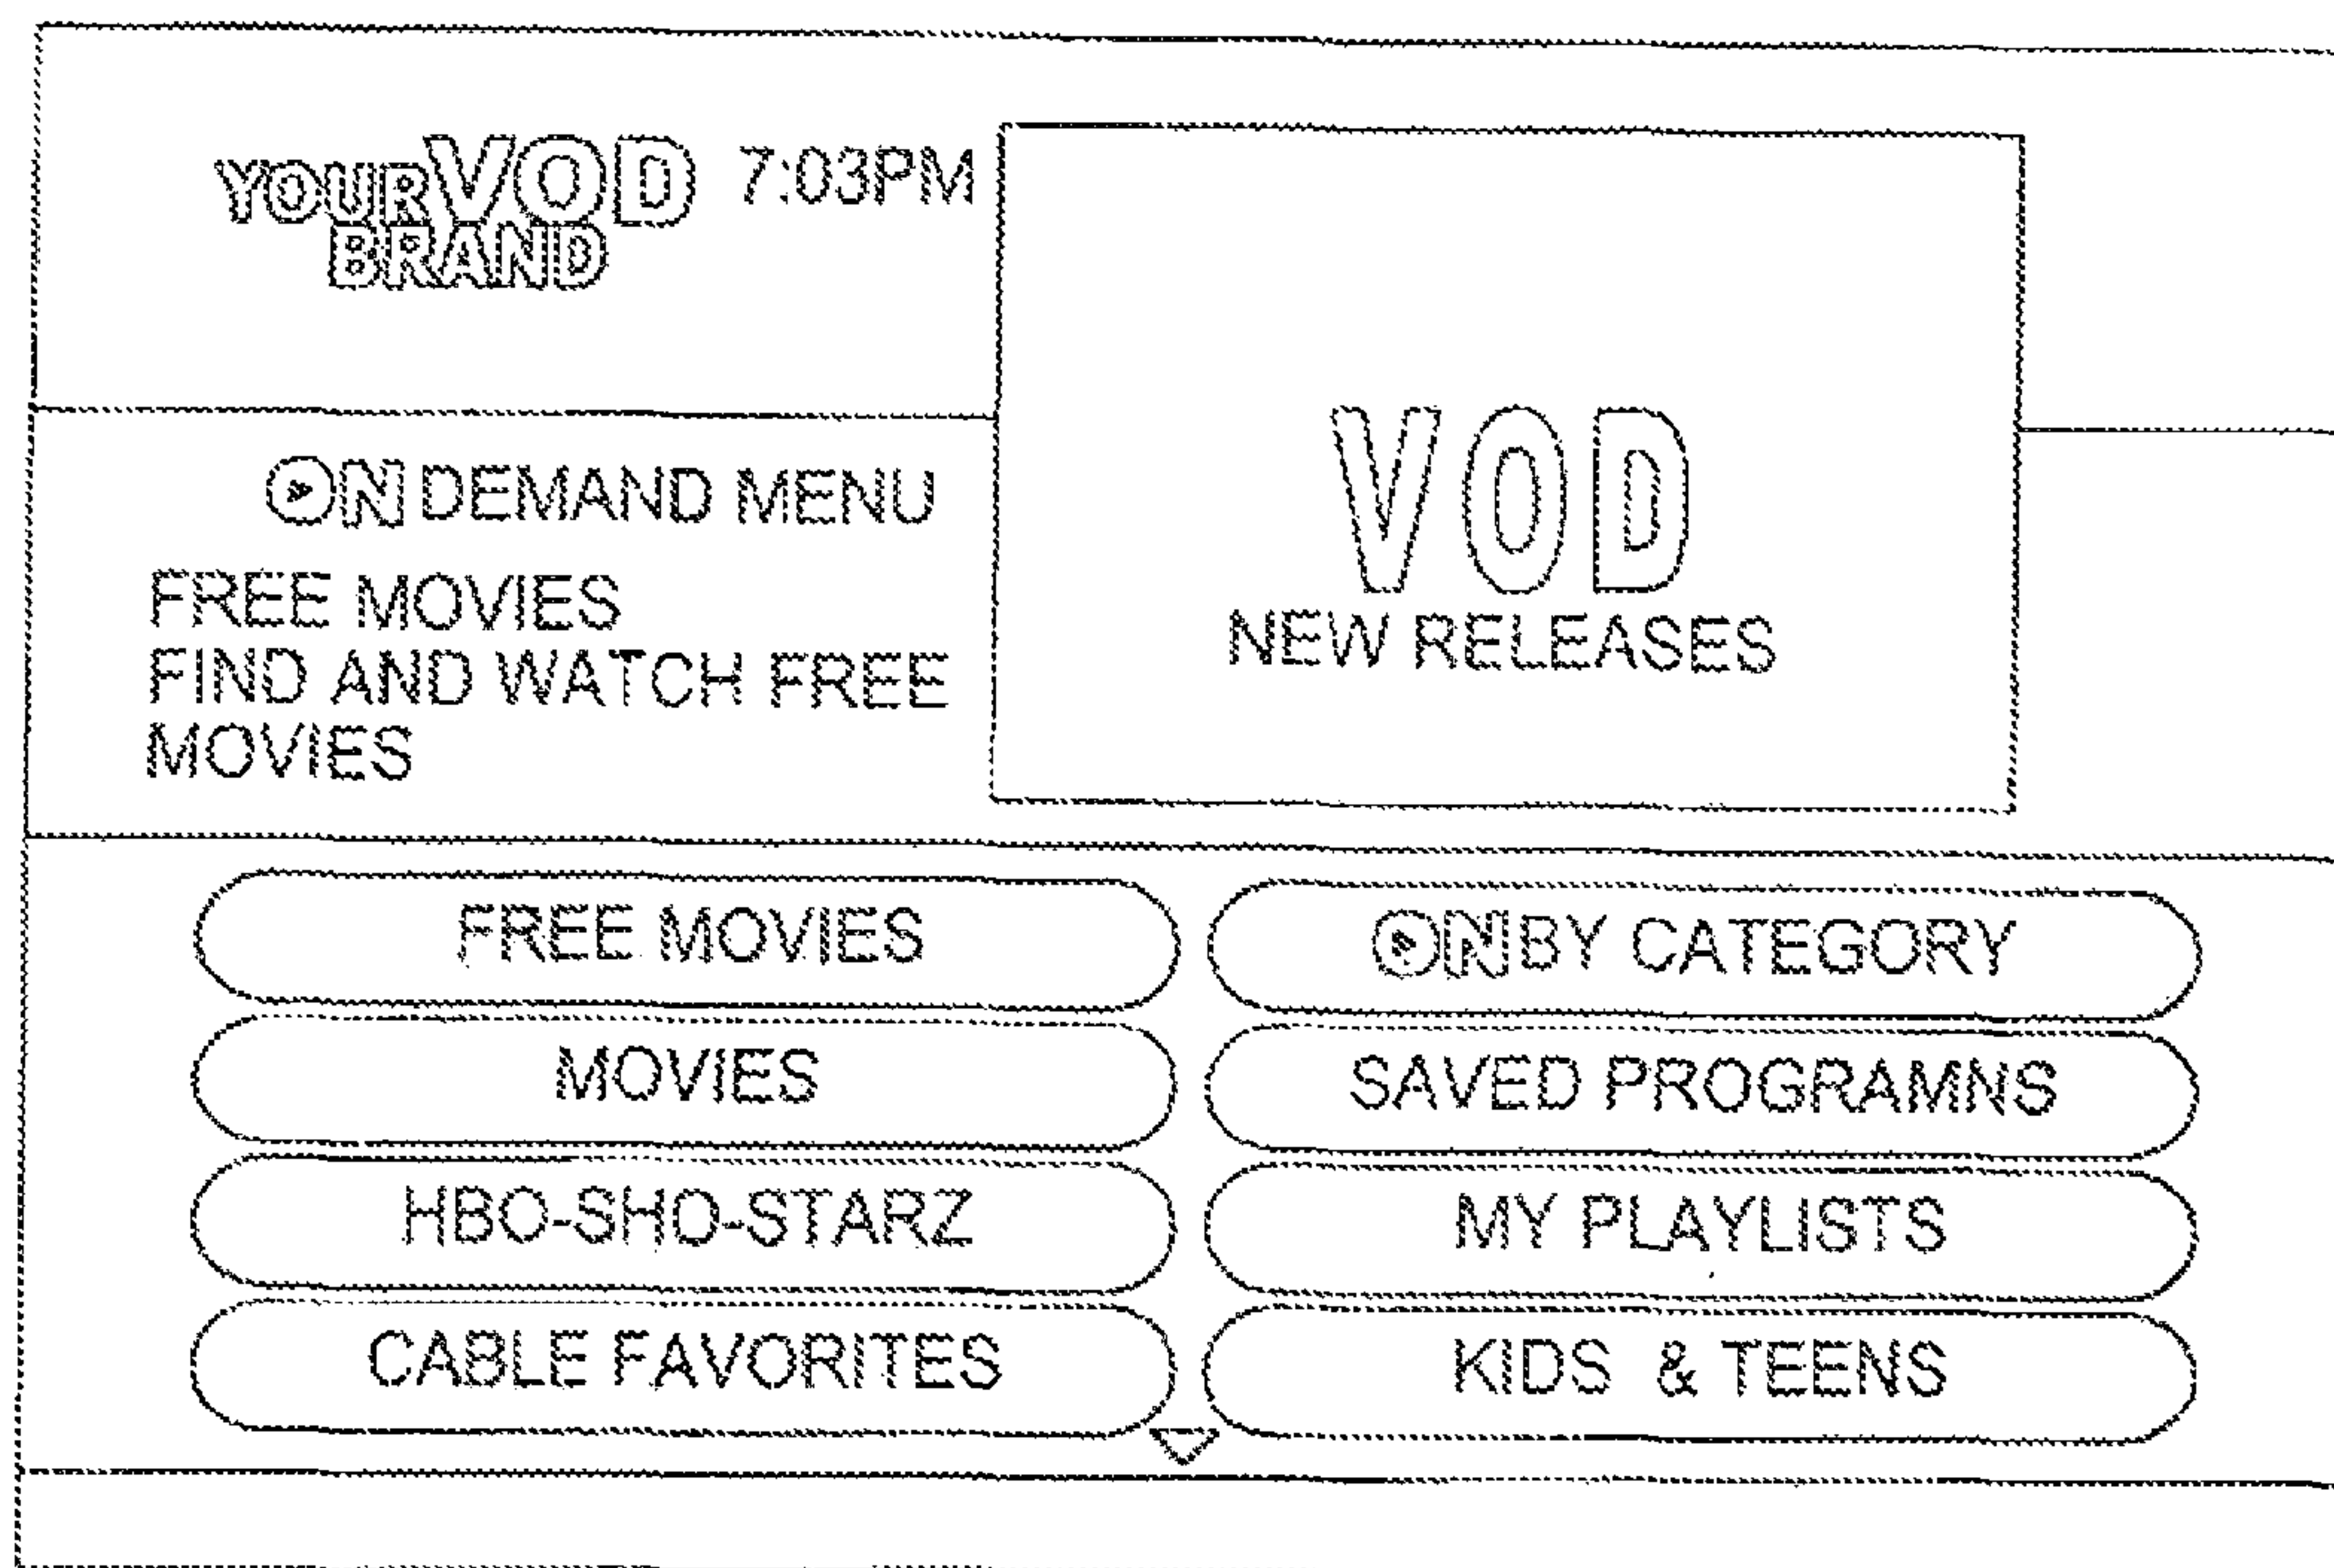 YOUR VOD 7:03PM
BRAND
ON DEMAND MENU
FREE MOVIES
FIND AND WATCH FREE
MOVIES
VOD
NEW RELEASES
FREE MOVIES
ON BY CATEGORY
MOVIES
SAVED PROGRAMNS
HBO-SHO-STARZ
MY PLAYLISTS
CABLE FAVORITES
KIDS & TEENS